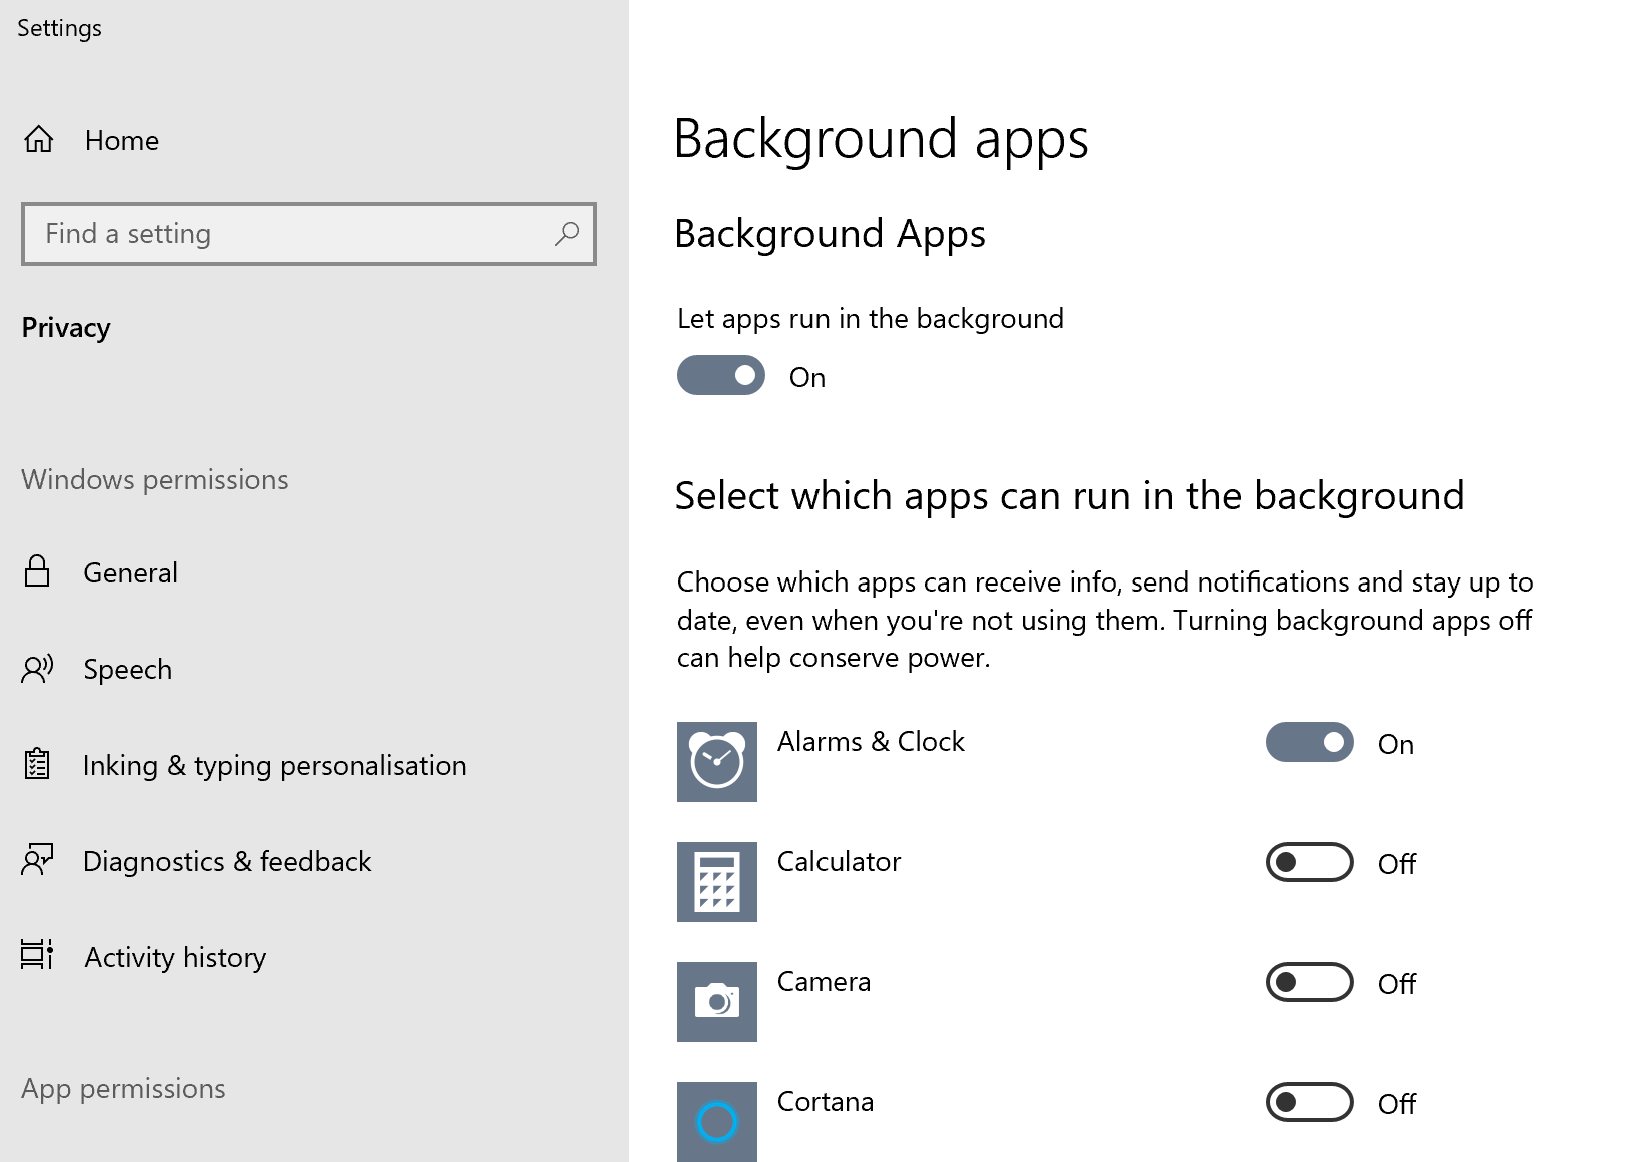 Settings
Home
Find a setting
Privacy
Windows permissions
General
Speech
Inking & typing personalisation
Diagnostics & feedback
Activity history
App permissions
Background apps
Background Apps
Let apps run in the background
On
Select which apps can run in the background
Choose which apps can receive info, send notifications and stay up to
date, even when you're not using them. Turning background apps off
can help conserve power.
Alarms & Clock On
Calculator Off
Camera Off
Cortana Off